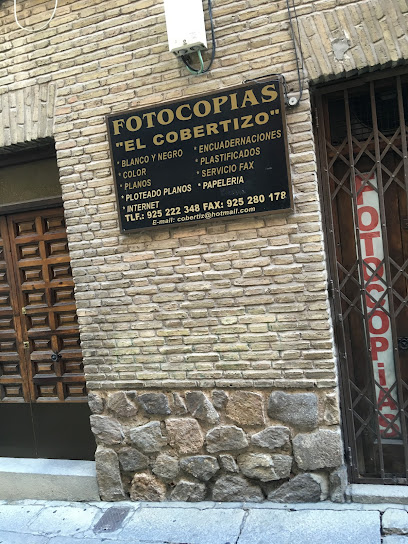 FOTOCOPIAS
"EL COBERTIZO"
* BLANCO Y NEGRO
* COLOR
* PLANOS
* PLOTEADO PLANOS
* INTERNET
* ENCUADERNACIONES
* PLASTIFICADOS
* SERVICIO FAX
* PAPELERIA
TLF.: 925 222 348 FAX: 925 280 178
E-mail: cobertiz@hotmail.com
FOTOCOPiAS